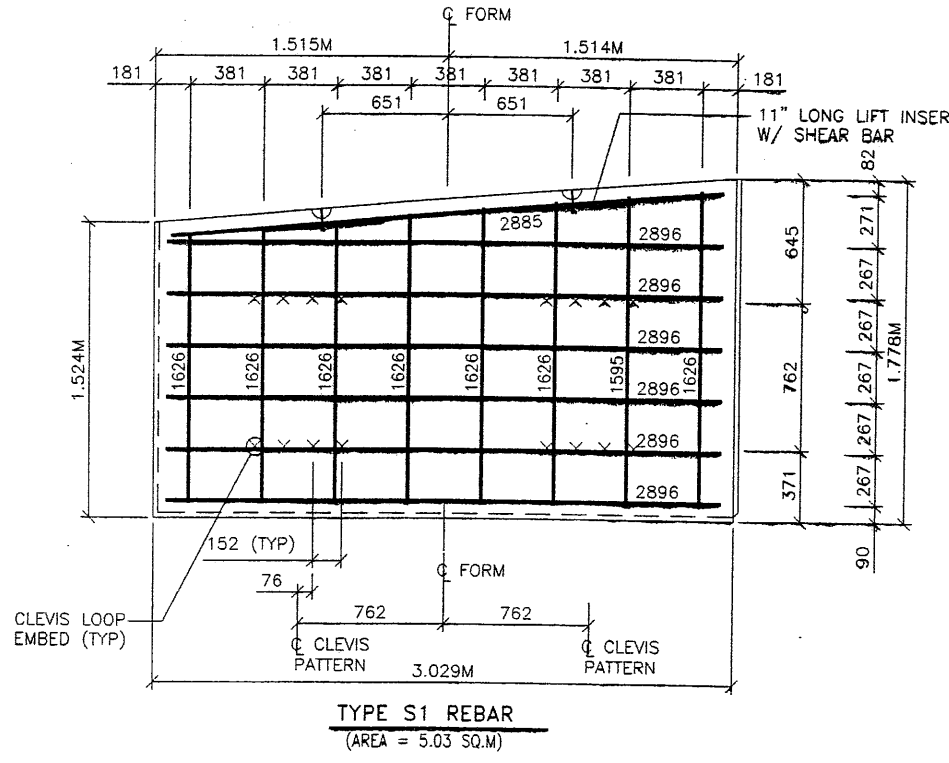 ℄ FORM
1.515M 1.514M
181 381 381 381 381 381 381 381 181
651 651
11" LONG LIFT INSER
W/ SHEAR BAR
82
2885
271
645
2896
267
2896
267
2896
1.524M
1626 1626 1626 1626 1626 1626 1595 1626
762
267
1.778M
2896
267
2896
371
267
2896
90
152 (TYP)
℄ FORM
76
762 762
CLEVIS LOOP
EMBED (TYP)
℄ CLEVIS
PATTERN
℄ CLEVIS
PATTERN
3.029M
TYPE S1 REBAR
(AREA = 5.03 SQ.M)